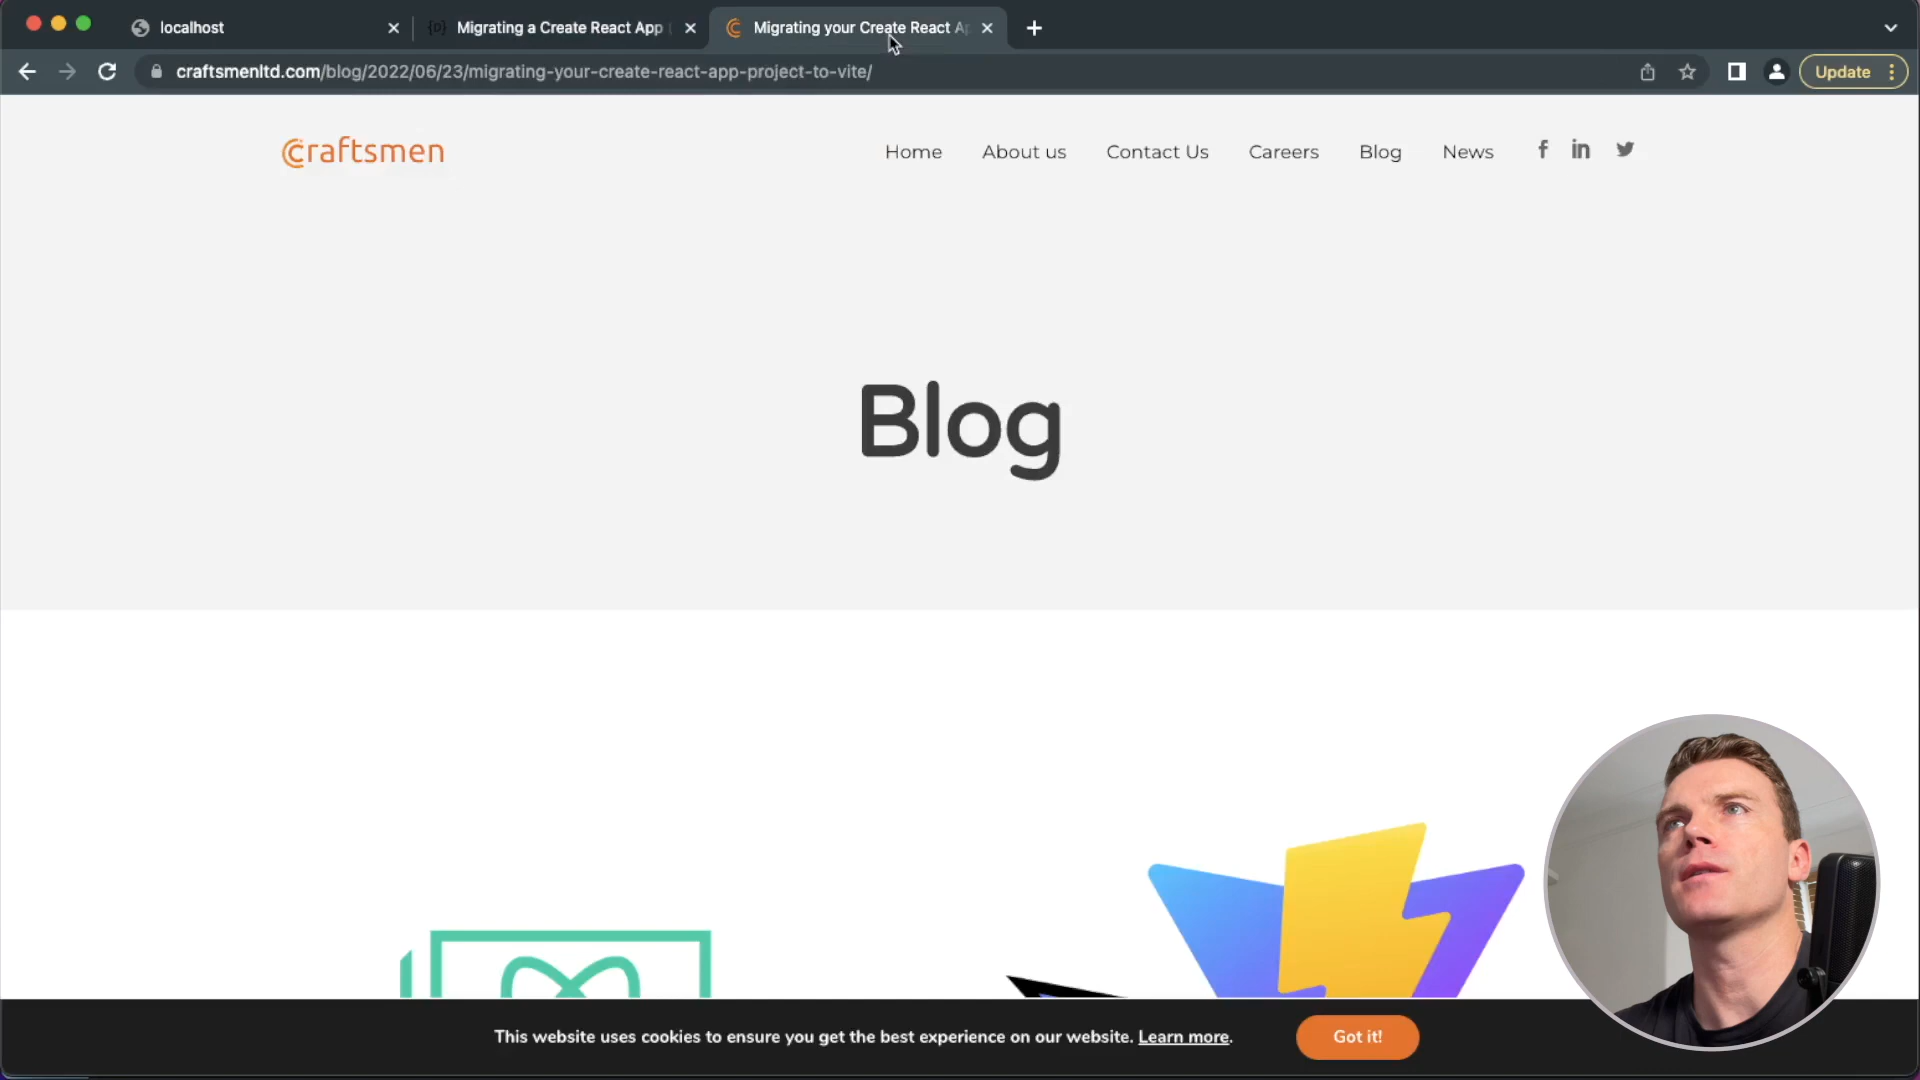 localhost
Migrating a Create React App
Migrating your Create React Ap
craftsmenltd.com/blog/2022/06/23/migrating-your-create-react-app-project-to-vite/
Update
craftsmen
Home
About us
Contact Us
Careers
Blog
News
Blog
This website uses cookies to ensure you get the best experience on our website. Learn more.
Got it!